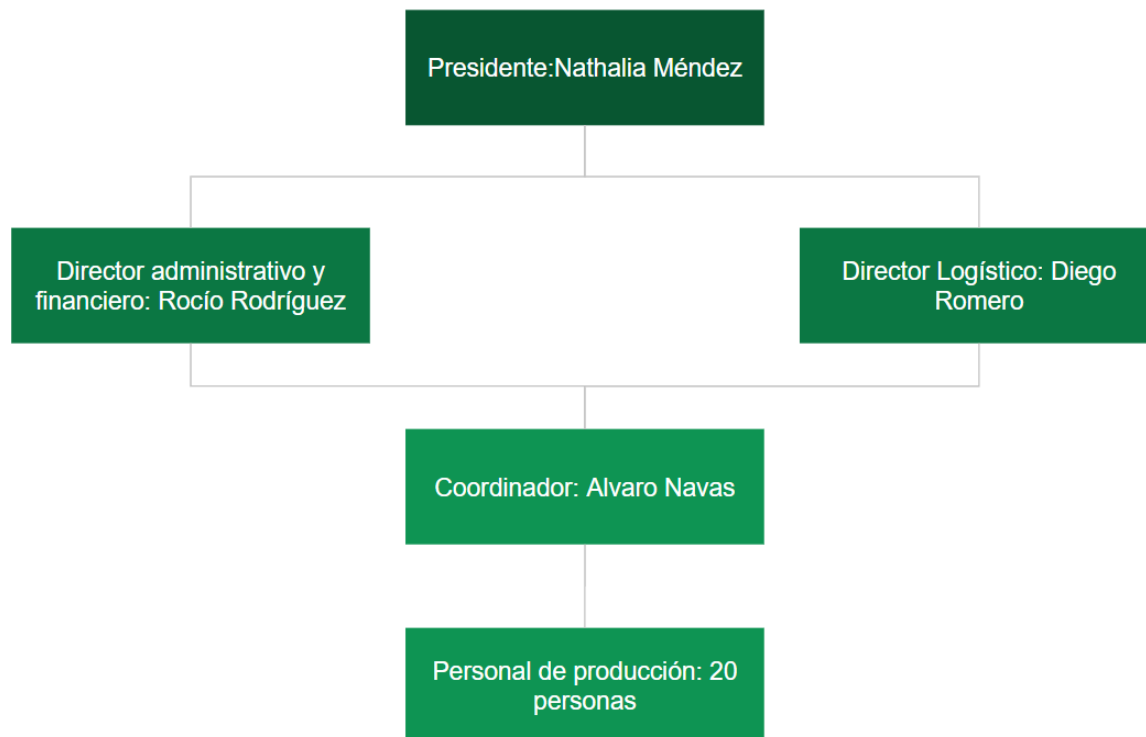 Presidente:Nathalia Méndez
Director administrativo y
financiero: Rocío Rodríguez
Director Logístico: Diego
Romero
Coordinador: Alvaro Navas
Personal de producción: 20
personas